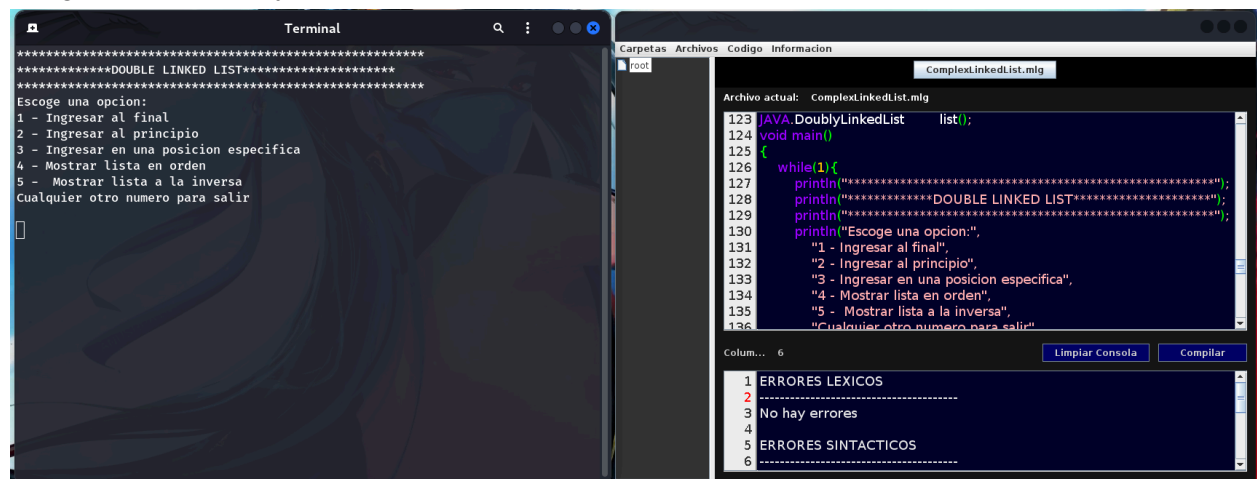 Terminal
*********************************************************
*************DOUBLE LINKED LIST*********************
*********************************************************
Escoge una opcion:
1 - Ingresar al final
2 - Ingresar al principio
3 - Ingresar en una posicion especifica
4 - Mostrar lista en orden
5 -  Mostrar lista a la inversa
Cualquier otro numero para salir
Carpetas Archivos Codigo Informacion
root
ComplexLinkedList.mlg
Archivo actual: ComplexLinkedList.mlg
123 JAVA.DoublyLinkedList list();
124 void main()
125 {
126 while(1){
127 println("*********************************************************");
128 println("*************DOUBLE LINKED LIST*********************");
129 println("*********************************************************");
130 println("Escoge una opcion:",
131 "1 - Ingresar al final",
132 "2 - Ingresar al principio",
133 "3 - Ingresar en una posicion especifica",
134 "4 - Mostrar lista en orden",
135 "5 -  Mostrar lista a la inversa",
136 "Cualquier otro numero para salir"
Colum... 6
Limpiar Consola
Compilar
1 ERRORES LEXICOS
2 ---------------------------------------
3 No hay errores
4
5 ERRORES SINTACTICOS
6 ---------------------------------------